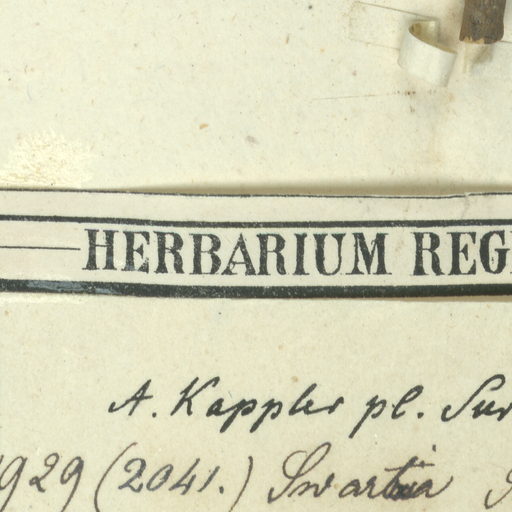 HERBARIUM REG
A. Kappler pl. Sur
1929 (2041.) Swartzia